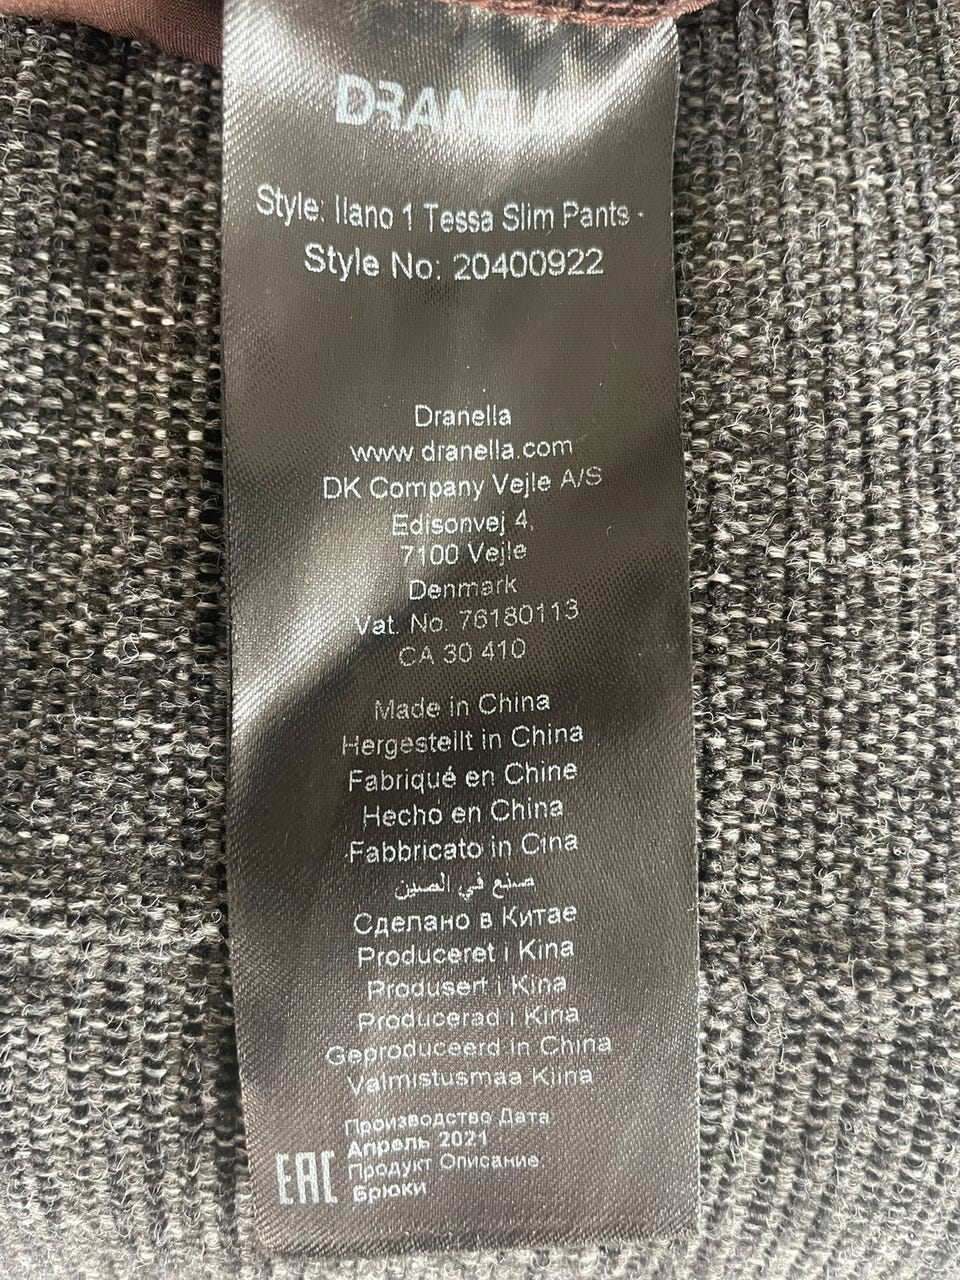 DRANELLA
Style: Ilano 1 Tessa Slim Pants -
Style No: 20400922
Dranella
www.dranella.com
DK Company Vejle A/S
Edisonvej 4,
7100 Vejle
Denmark
Vat. No. 76180113
CA 30 410
Made in China
Hergestellt in China
Fabriqué en Chine
Hecho en China
Fabbricato in Cina
صنع في الصين
Сделано в Китае
Produceret i Kina
Produsert i Kina
Producerad i Kina
Geproduceerd in China
Valmistusmaa Kiina
Производство Дата
Апрель 2021
Продукт Описание
Брюки
EAC